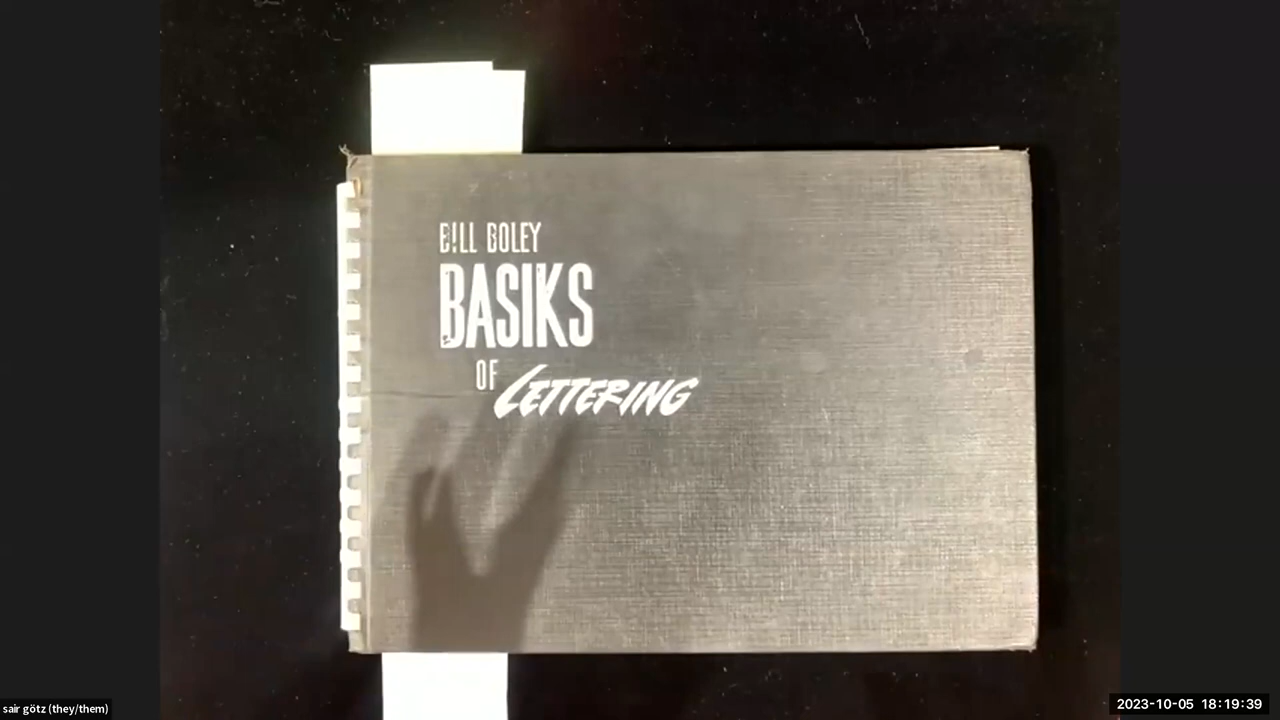 BILL BOLEY
BASIKS
OF LETTERING
sair götz (they/them)
2023-10-05 18:19:39